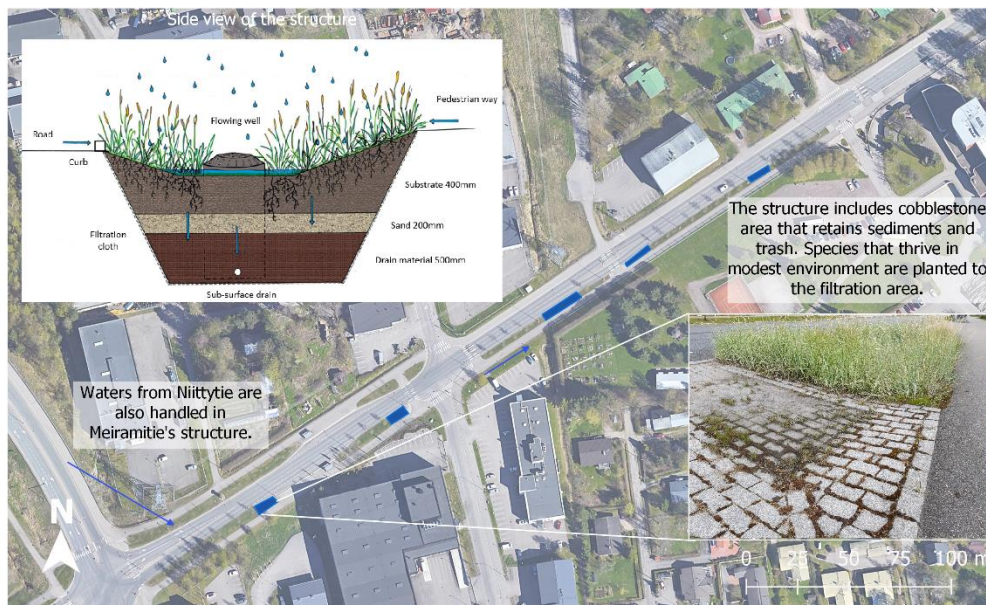 Side view of the structure
Flowing well
Pedestrian way
Road
Curb
Substrate 400mm
Sand 200mm
Filtration
cloth
Drain material 500mm
Sub-surface drain
The structure includes cobblestone
area that retains sediments and
trash. Species that thrive in
modest environment are planted to
the filtration area.
Waters from Niittytie are
also handled in
Meiramitie's structure.
N
0 25 50 75 100 m